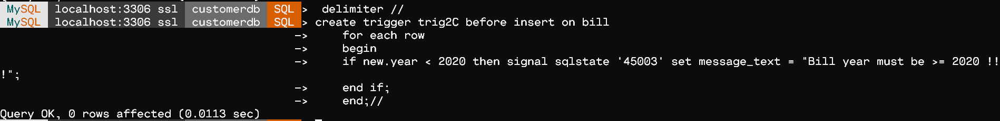 MySQL localhost:3306 ssl customerdb SQL > delimiter //
MySQL localhost:3306 ssl customerdb SQL > create trigger trig2C before insert on bill
-> for each row
-> begin
-> if new.year < 2020 then signal sqlstate '45003' set message_text = "Bill year must be >= 2020 !!
!";
-> end if;
-> end;//
Query OK, 0 rows affected (0.0113 sec)